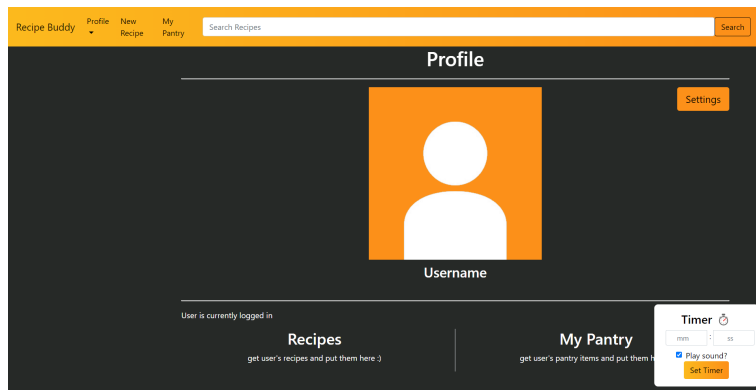 Recipe Buddy
Profile
New Recipe
My Pantry
Search Recipes
Search
Profile
Settings
Username
User is currently logged in
Recipes
get user's recipes and put them here :)
My Pantry
get user's pantry items and put them
Timer
mm : ss
Play sound?
Set Timer